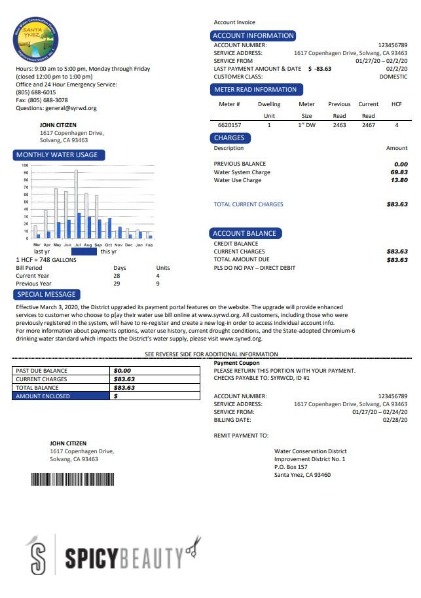 SANTA
YNEZ
Hours: 9:00 am to 5:00 pm, Monday through Friday
(closed 12:00 pm to 1:00 pm)
24 Hour Emergency Service:
(805) 688-6015
Fax: (805) 688-3078
Questions: general@syrwd.org
JOHN CITIZEN
1617 Copenhagen Drive,
Solvang, CA 93463
MONTHLY WATER USAGE
100
90
80
70
60
50
40
30
20
10
0
Mar Apr May Jun Jul Aug Sep Oct Nov Dec Jan Feb
last yr this yr
1 HCF = 748 GALLONS
Bill Period Days Units
Current Year 28 4
Previous Year 29 9
Account Invoice
ACCOUNT INFORMATION
ACCOUNT NUMBER: 123456789
SERVICE ADDRESS: 1617 Copenhagen Drive, Solvang, CA 93463
SERVICE FROM 01/27/20 – 02/2/20
LAST PAYMENT AMOUNT & DATE $ -83.63 02/2/20
CUSTOMER CLASS: DOMESTIC
METER READ INFORMATION
Meter # Dwelling Meter Previous Current HCF
Unit Size Read Read
6620157 1 1" DW 2463 2467 4
CHARGES
Description Amount
PREVIOUS BALANCE 0.00
Water System Charge 69.83
Water Use Charge 13.80
TOTAL CURRENT CHARGES $83.63
ACCOUNT BALANCE
CREDIT BALANCE
CURRENT CHARGES $83.63
TOTAL AMOUNT DUE $83.63
PLS DO NO PAY – DIRECT DEBIT
SPECIAL MESSAGE
Effective March 3, 2020, the District upgraded its payment portal features on the website. The upgrade will provide enhanced
services to customer who choose to play their water use bill online at www.syrwd.org. All customers, including those who were
previously registered in the system, will have to re-register and create a new log-in order to access individual account info.
For more information about payments options, water use history, current drought conditions, and the State-adopted Chromium-6
drinking water standard which impacts the District's water supply, please visit www.syrwd.org.
SEE REVERSE SIDE FOR ADDITIONAL INFORMATION
PAST DUE BALANCE $0.00
CURRENT CHARGES $83.63
TOTAL BALANCE $83.63
AMOUNT ENCLOSED $
Payment Coupon
PLEASE RETURN THIS PORTION WITH YOUR PAYMENT.
CHECKS PAYABLE TO: SYRWCD, ID #1
ACCOUNT NUMBER: 123456789
SERVICE ADDRESS: 1617 Copenhagen Drive, Solvang, CA 93463
SERVICE FROM: 01/27/20 – 02/24/20
BILLING DATE: 02/28/20
REMIT PAYMENT TO:
JOHN CITIZEN
1617 Copenhagen Drive,
Solvang, CA 93463
Water Conservation District
Improvement District No. 1
P.O. Box 157
Santa Ynez, CA 93460
S SPICYBEAUTY